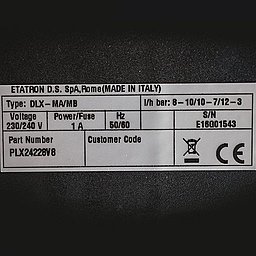 ETATRON D.S. SpA,Rome(MADE IN ITALY)
Type: DLX-MA/MB l/h bar: 8-10/10-7/12-3
Voltage Power/Fuse Hz S/N
230/240 V 1 A 50/60 E16001543
Part Number Customer Code
PLX24228V8
CE